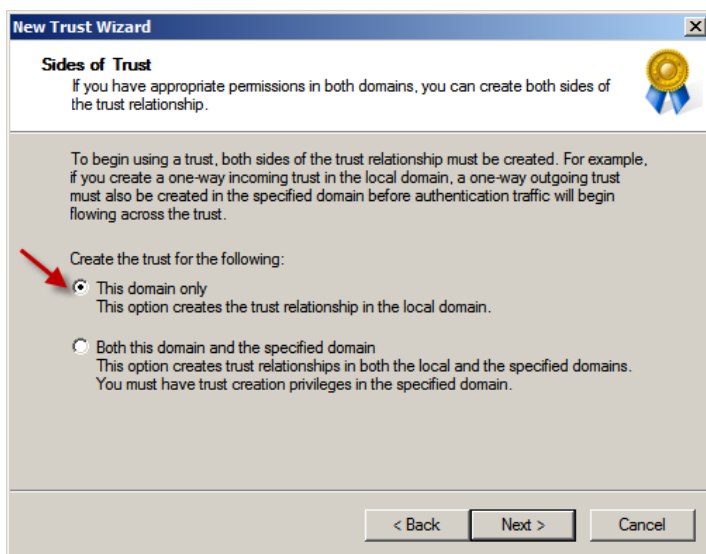 New Trust Wizard
Sides of Trust
If you have appropriate permissions in both domains, you can create both sides of
the trust relationship.
To begin using a trust, both sides of the trust relationship must be created. For example,
if you create a one-way incoming trust in the local domain, a one-way outgoing trust
must also be created in the specified domain before authentication traffic will begin
flowing across the trust.
Create the trust for the following:
This domain only
This option creates the trust relationship in the local domain.
Both this domain and the specified domain
This option creates trust relationships in both the local and the specified domains.
You must have trust creation privileges in the specified domain.
< Back Next > Cancel